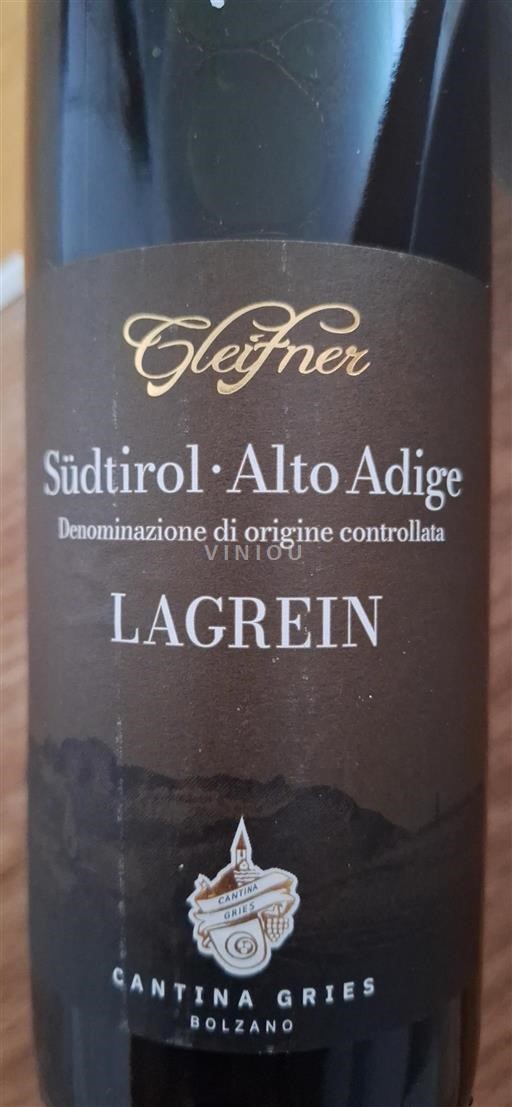 Gleifner
Südtirol · Alto Adige
Denominazione di origine controllata
VINIOU
LAGREIN
CANTINA
GRIES
CANTINA GRIES
BOLZANO